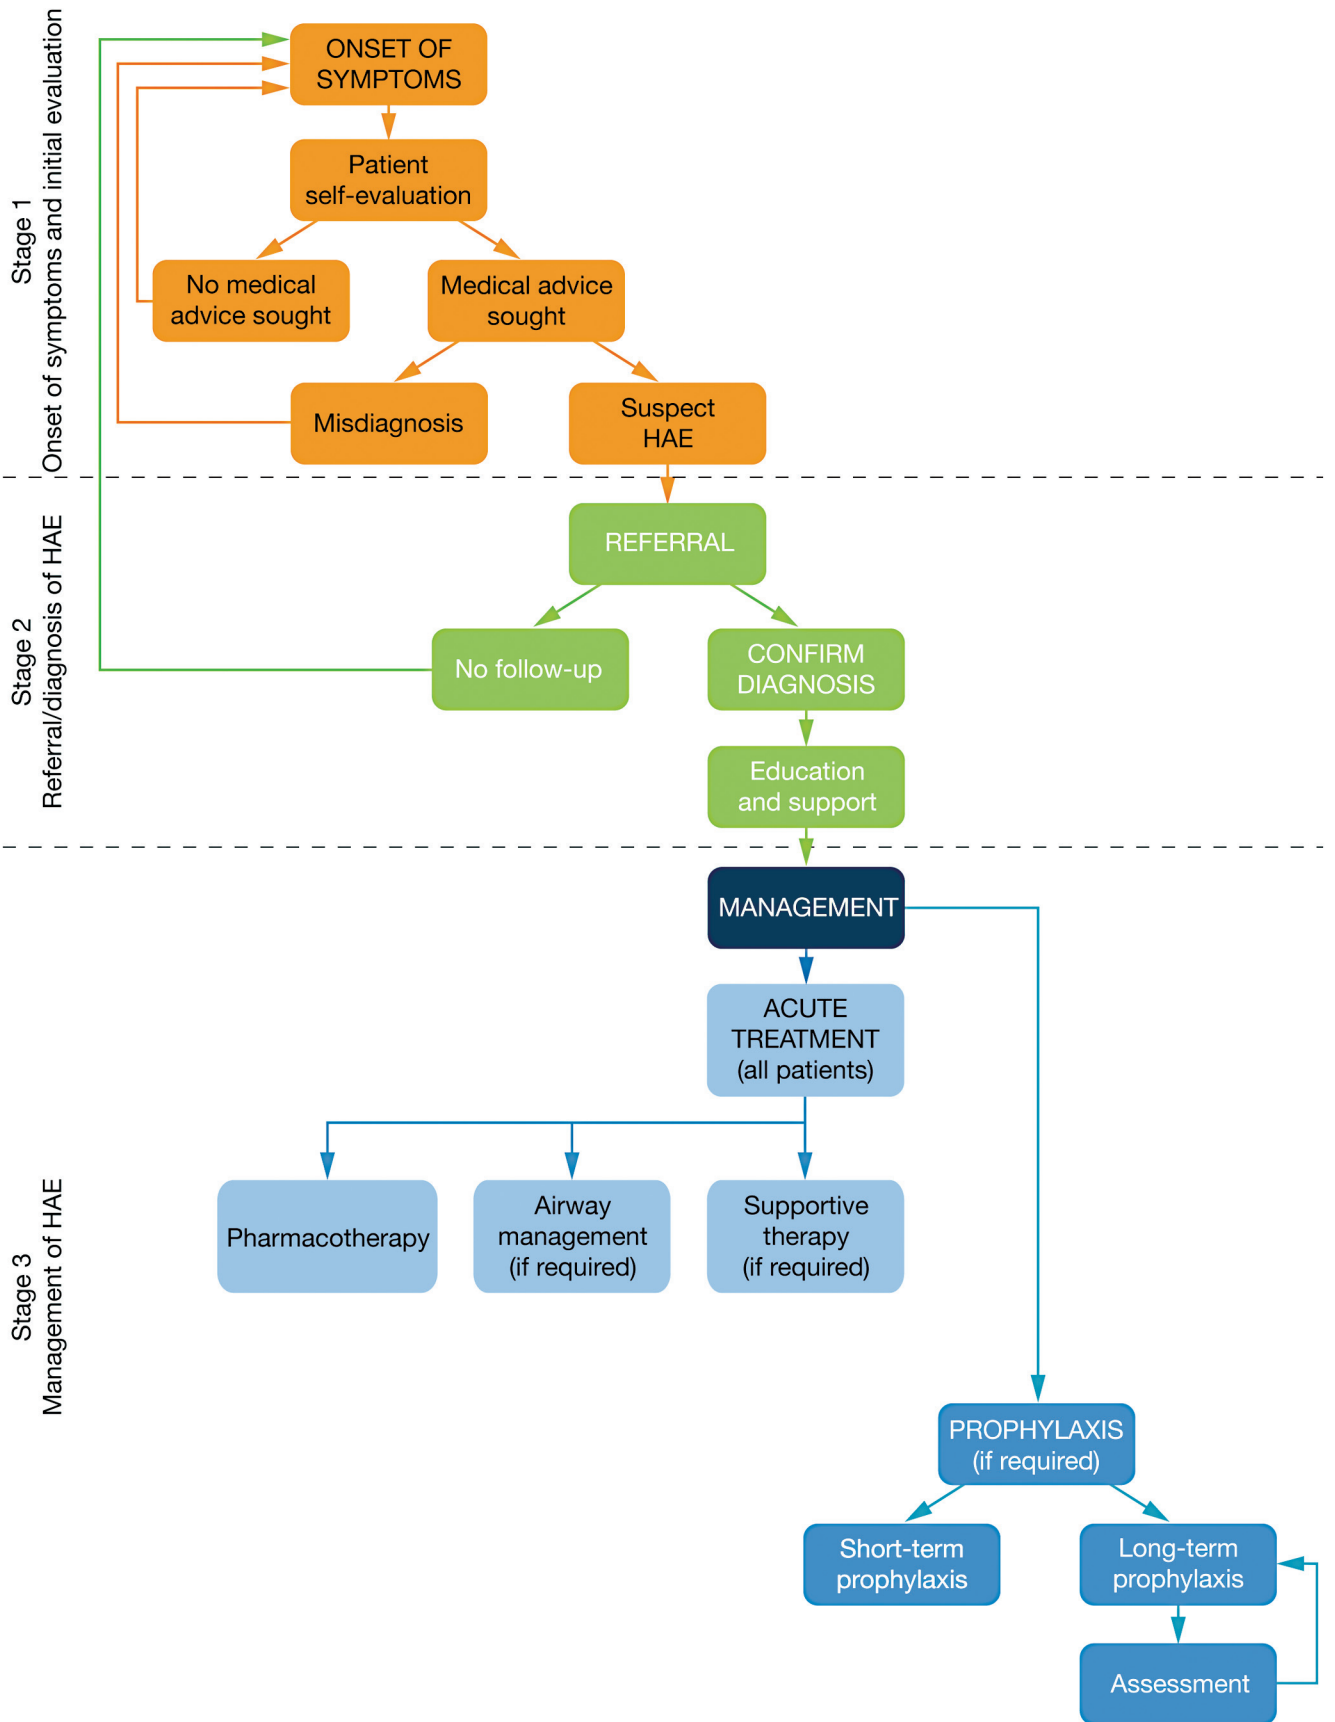 Stage 1
Onset of symptoms and initial evaluation
ONSET OF
SYMPTOMS
Patient
self-evaluation
No medical
advice sought
Medical advice
sought
Misdiagnosis
Suspect
HAE
Stage 2
Referral/diagnosis of HAE
REFERRAL
No follow-up
CONFIRM
DIAGNOSIS
Education
and support
Stage 3
Management of HAE
MANAGEMENT
ACUTE
TREATMENT
(all patients)
Pharmacotherapy
Airway
management
(if required)
Supportive
therapy
(if required)
PROPHYLAXIS
(if required)
Short-term
prophylaxis
Long-term
prophylaxis
Assessment